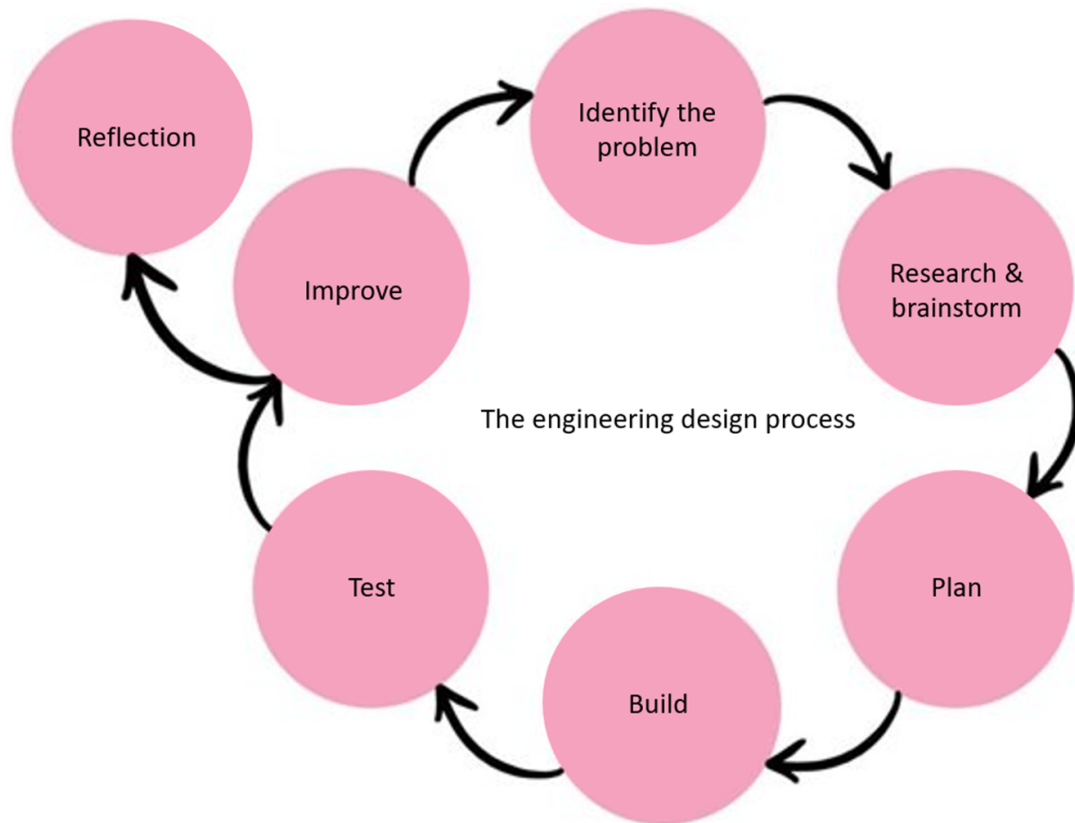 Reflection
Identify the
problem
Improve
Research &
brainstorm
The engineering design process
Test
Plan
Build